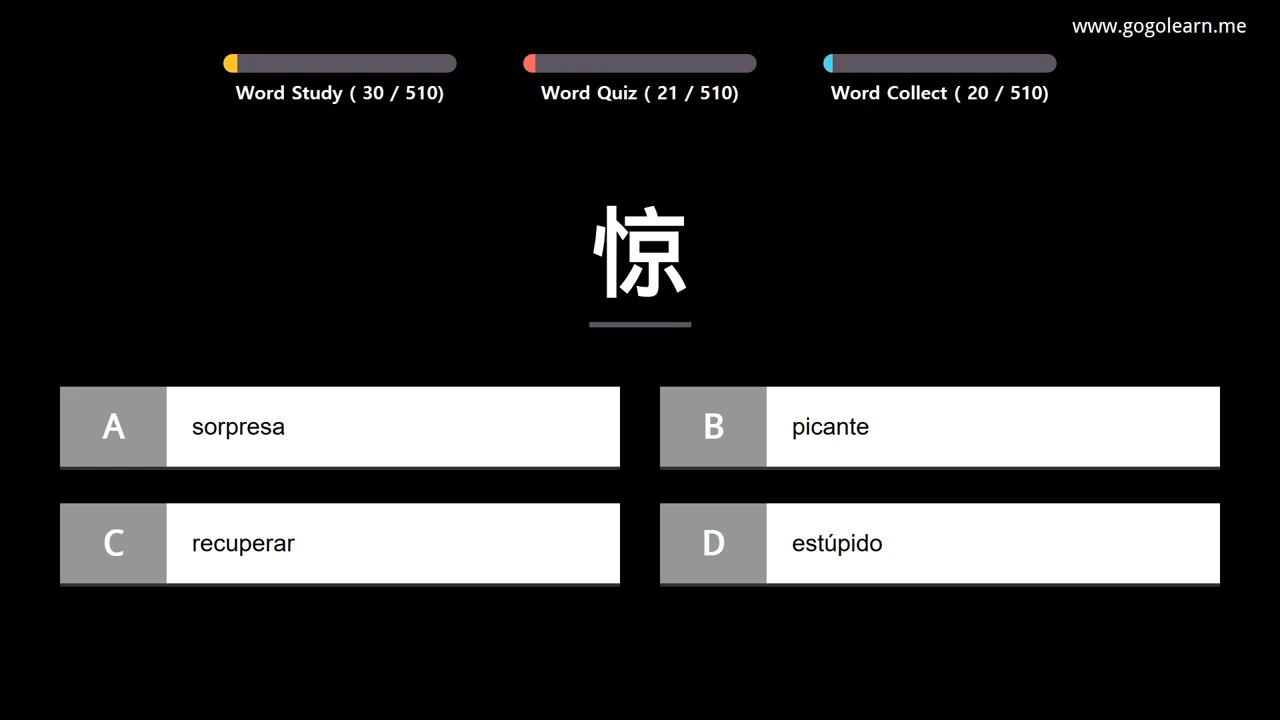 www.gogolearn.me
Word Study ( 30 / 510)
Word Quiz ( 21 / 510)
Word Collect ( 20 / 510)
惊
A sorpresa
B picante
C recuperar
D estúpido